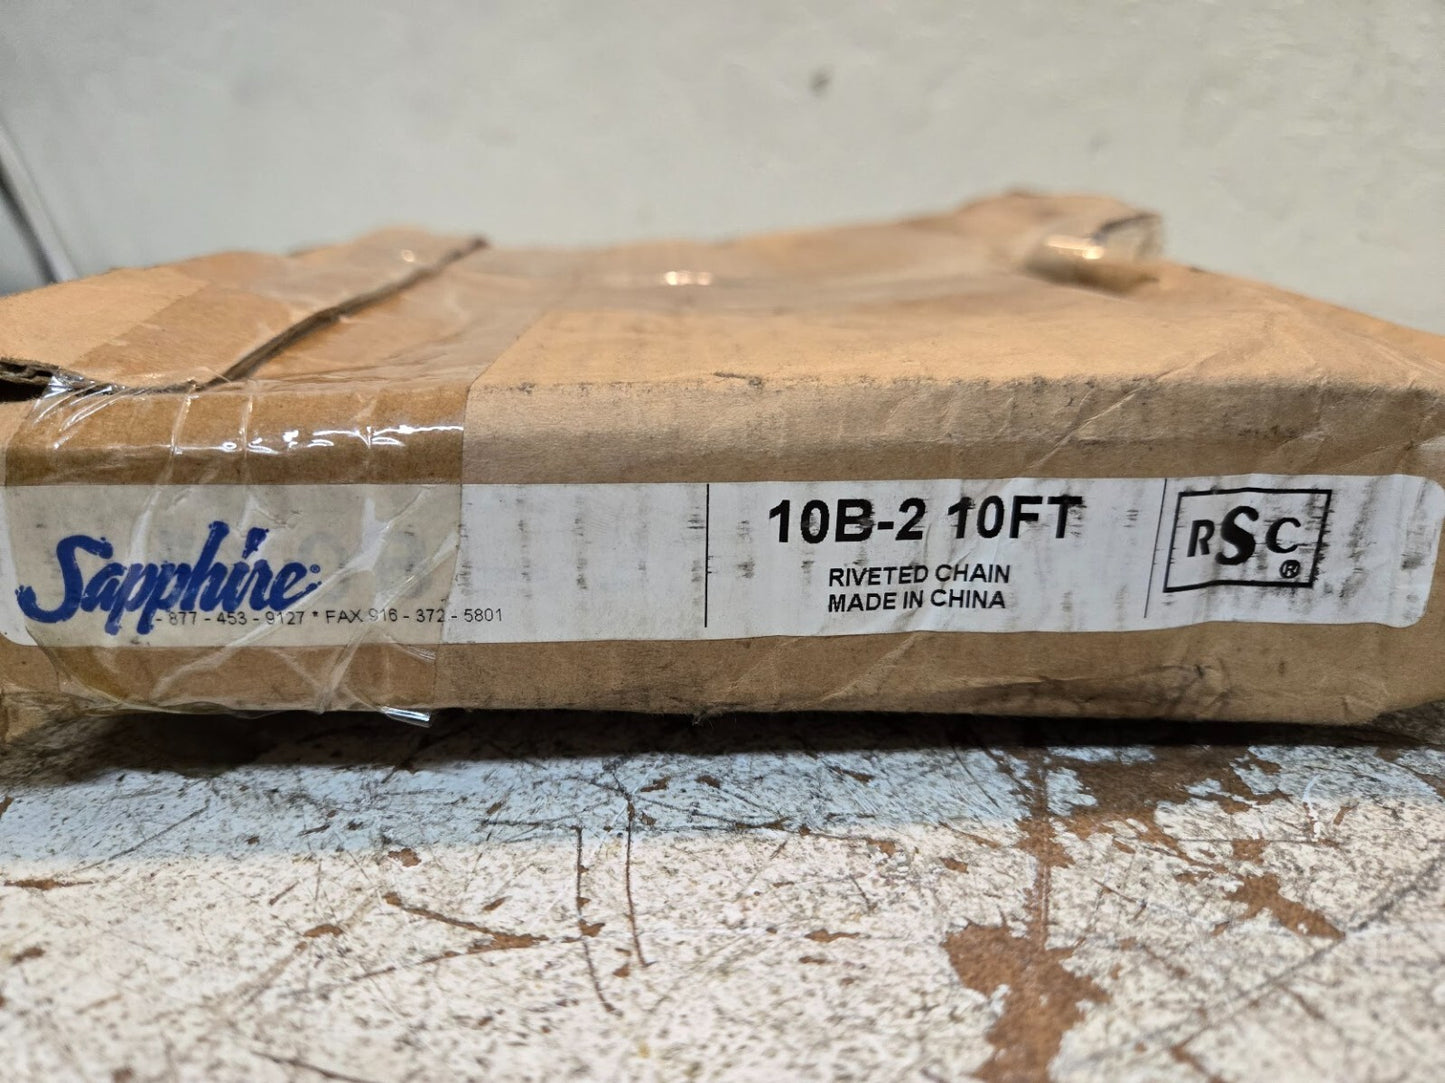 Sapphire
- 877 - 453 - 9127 * FAX 916 - 372 - 5801
10B-2 10FT
RIVETED CHAIN
MADE IN CHINA
RSC®